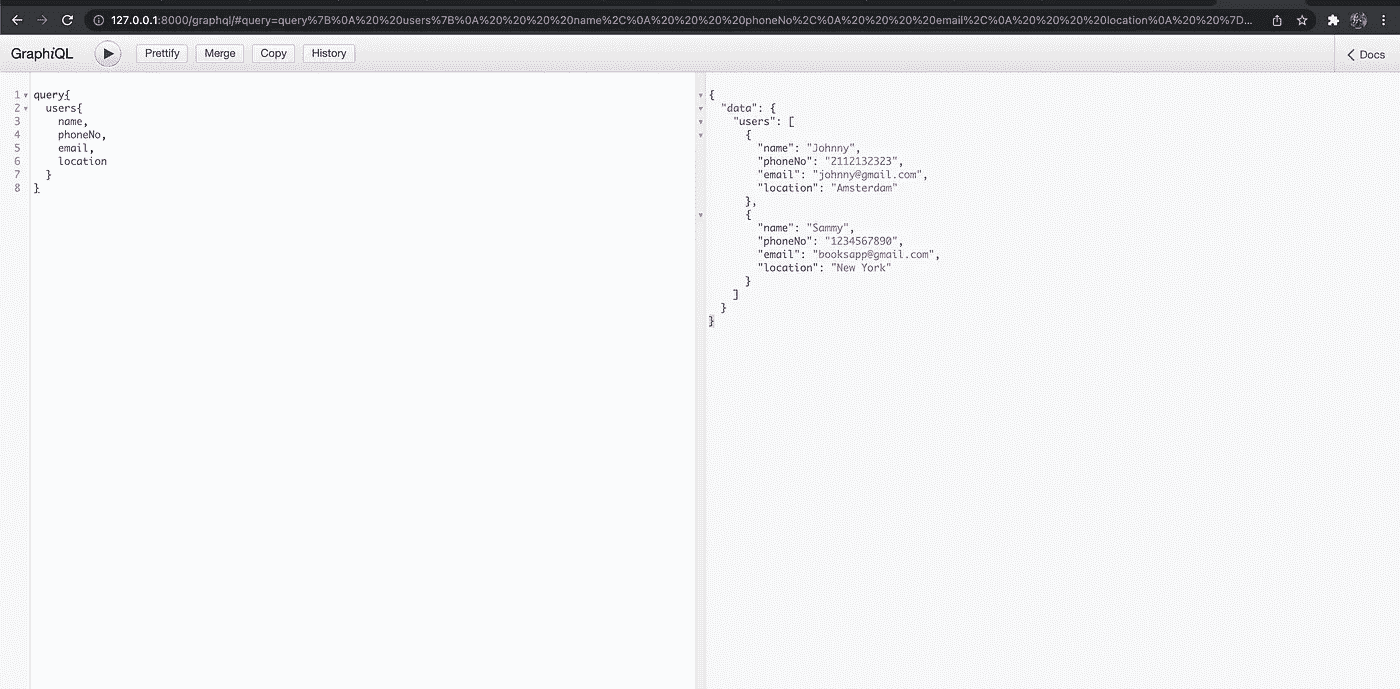 127.0.0.1:8000/graphql/#query=query%7B%0A%20%20users%7B%0A%20%20%20%20name%2C%0A%20%20%20%20phoneNo%2C%0A%20%20%20%20email%2C%0A%20%20%20%20location%0A%20%20%7D...
GraphiQL Prettify Merge Copy History Docs
1 query{
2 users{
3 name,
4 phoneNo,
5 email,
6 location
7 }
8 }
{
"data": {
"users": [
{
"name": "Johnny",
"phoneNo": "2112132323",
"email": "johnny@gmail.com",
"location": "Amsterdam"
},
{
"name": "Sammy",
"phoneNo": "1234567890",
"email": "booksapp@gmail.com",
"location": "New York"
}
]
}
}